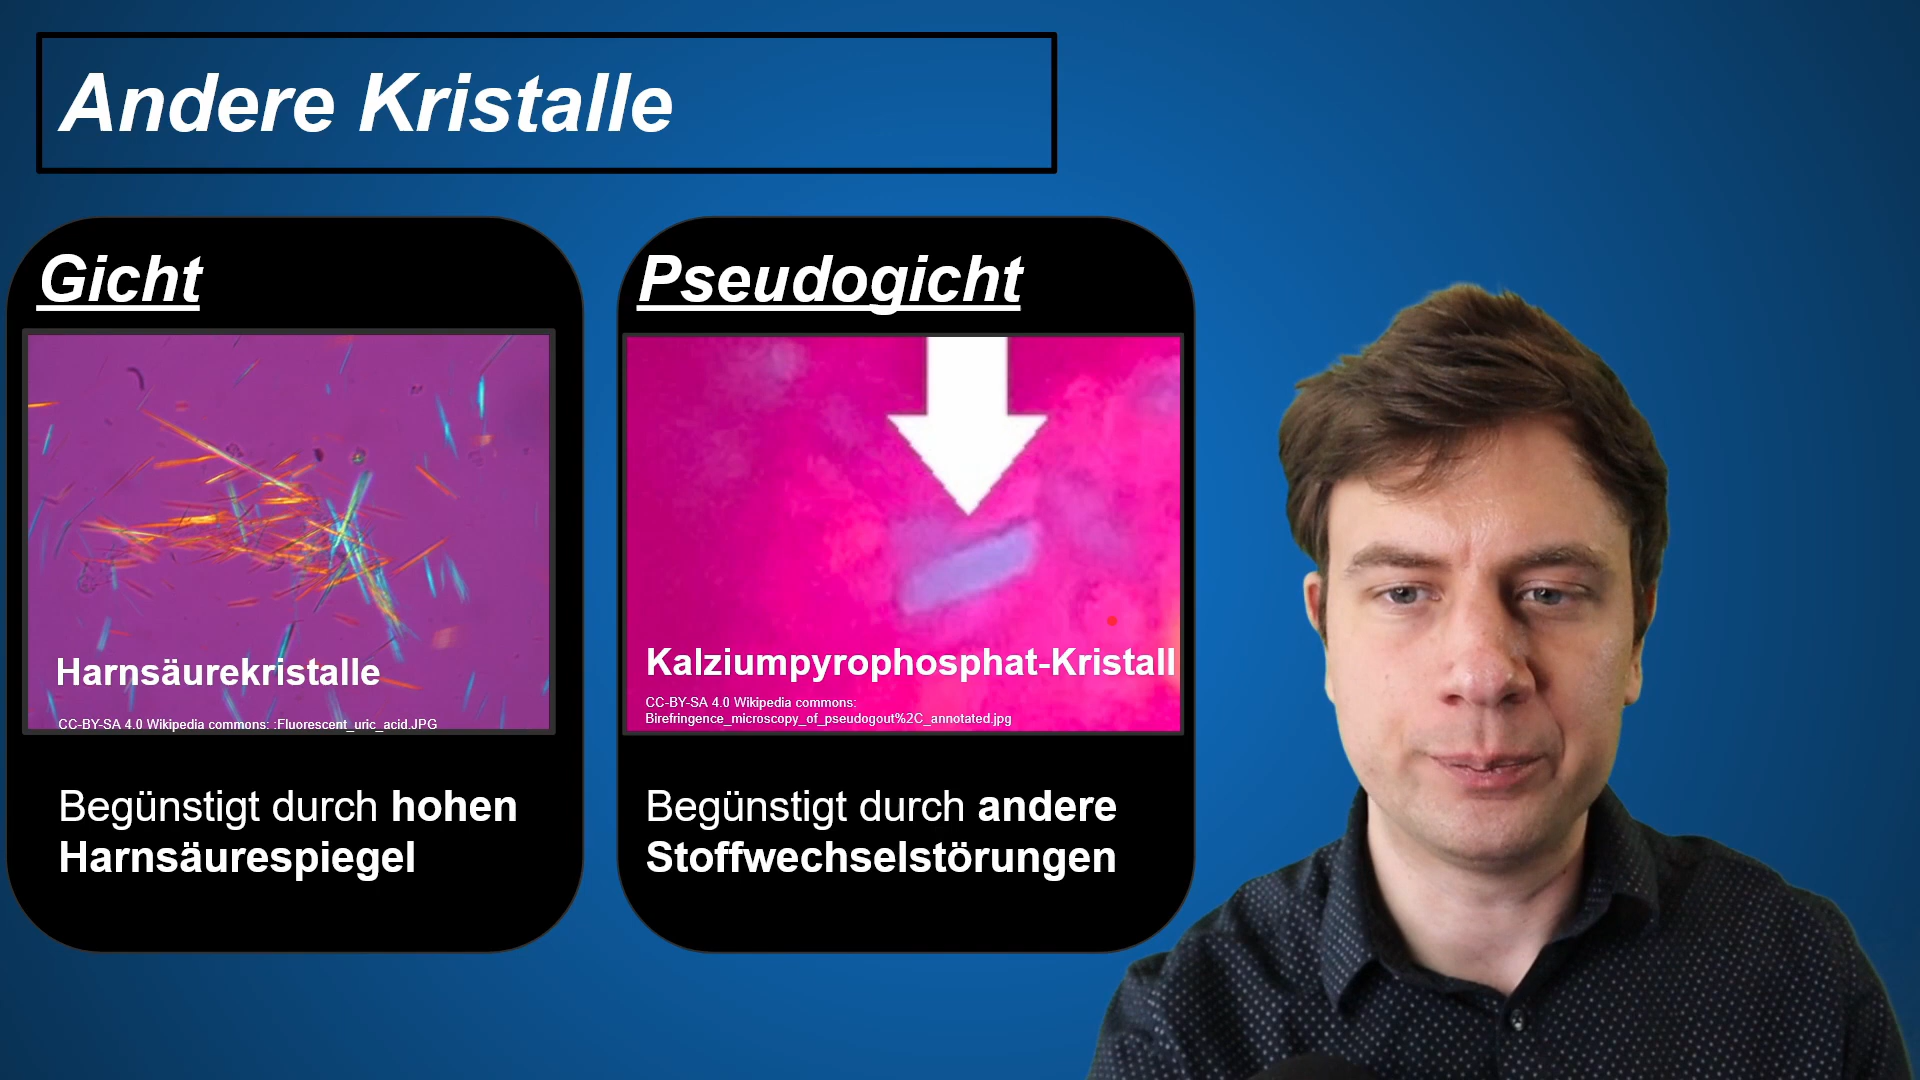 Andere Kristalle
Gicht
Harnsäurekristalle
CC-BY-SA 4.0 Wikipedia commons: :Fluorescent_uric_acid.JPG
Begünstigt durch hohen
Harnsäurespiegel
Pseudogicht
Kalziumpyrophosphat-Kristall
CC-BY-SA 4.0 Wikipedia commons:
Birefringence_microscopy_of_pseudogout%2C_annotated.jpg
Begünstigt durch andere
Stoffwechselstörungen